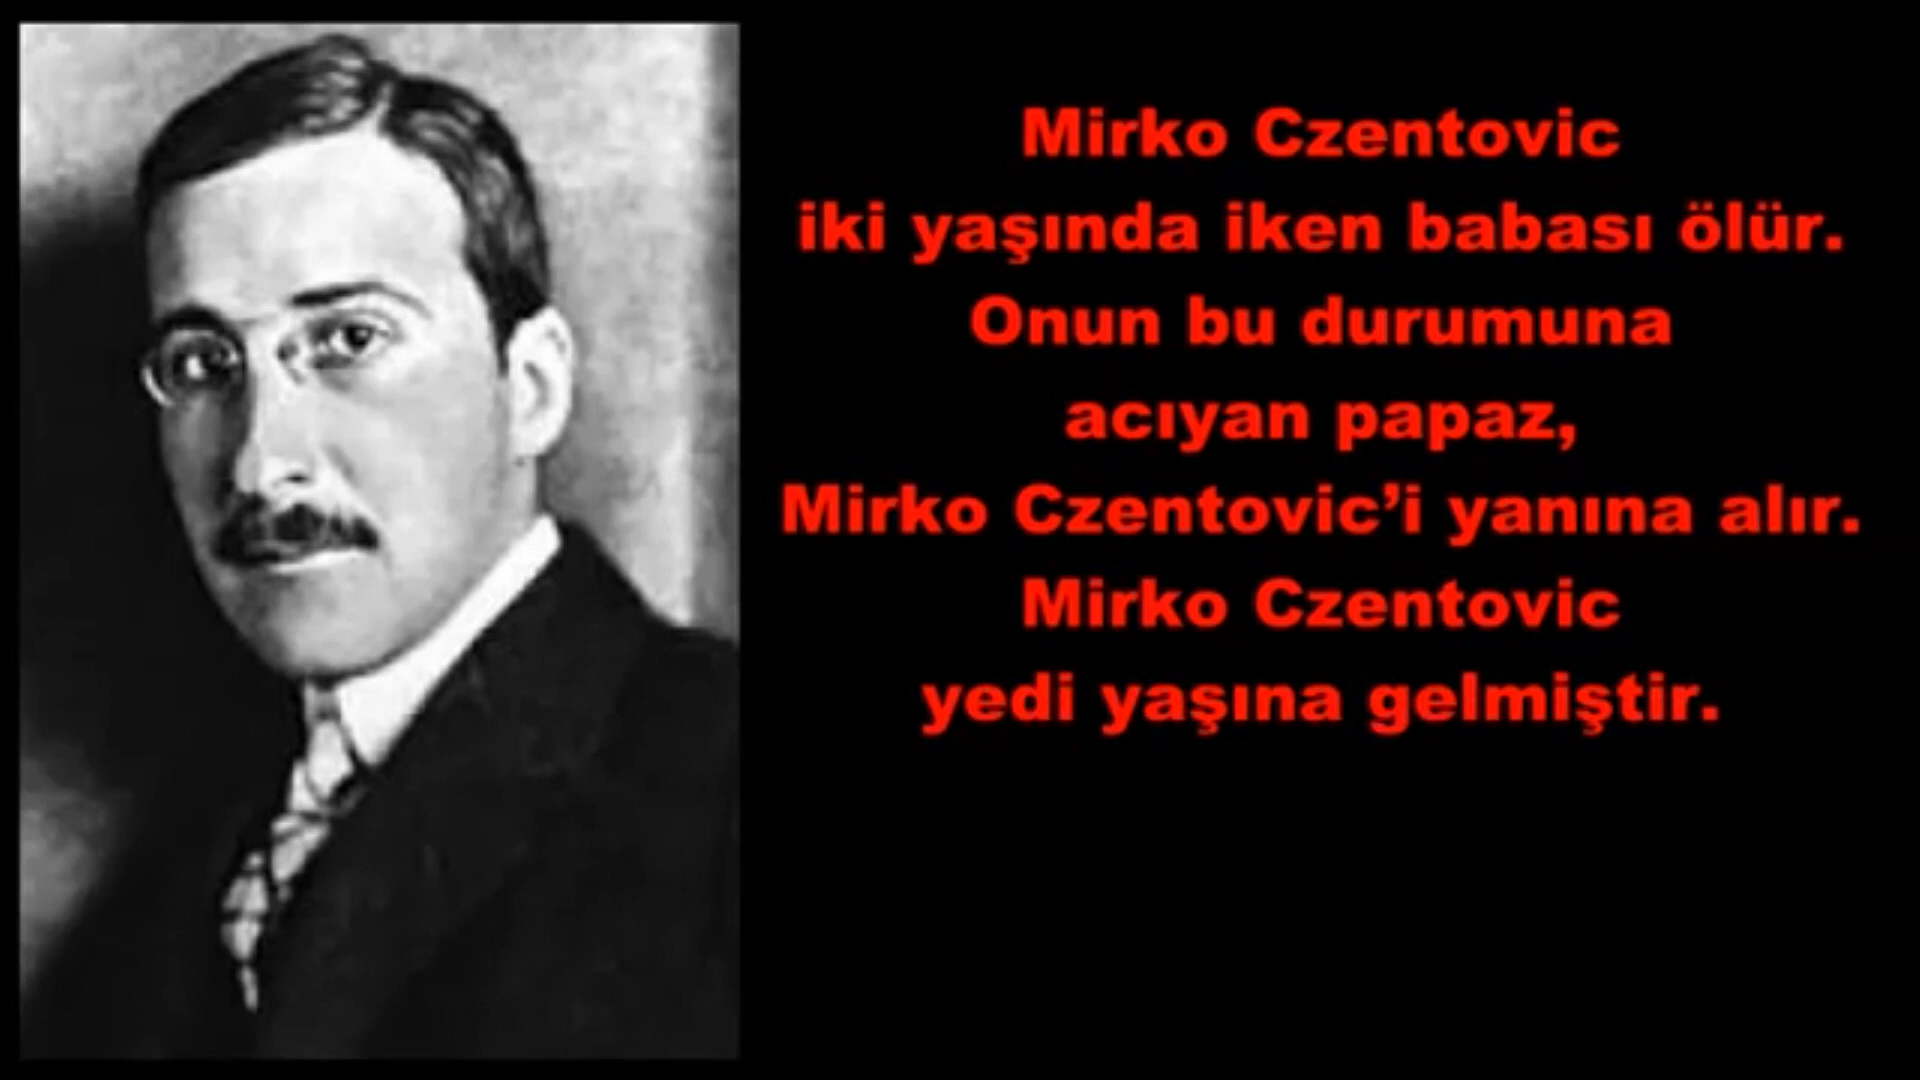 Mirko Czentovic
iki yaşında iken babası ölür.
Onun bu durumuna
acıyan papaz,
Mirko Czentovic’i yanına alır.
Mirko Czentovic
yedi yaşına gelmiştir.